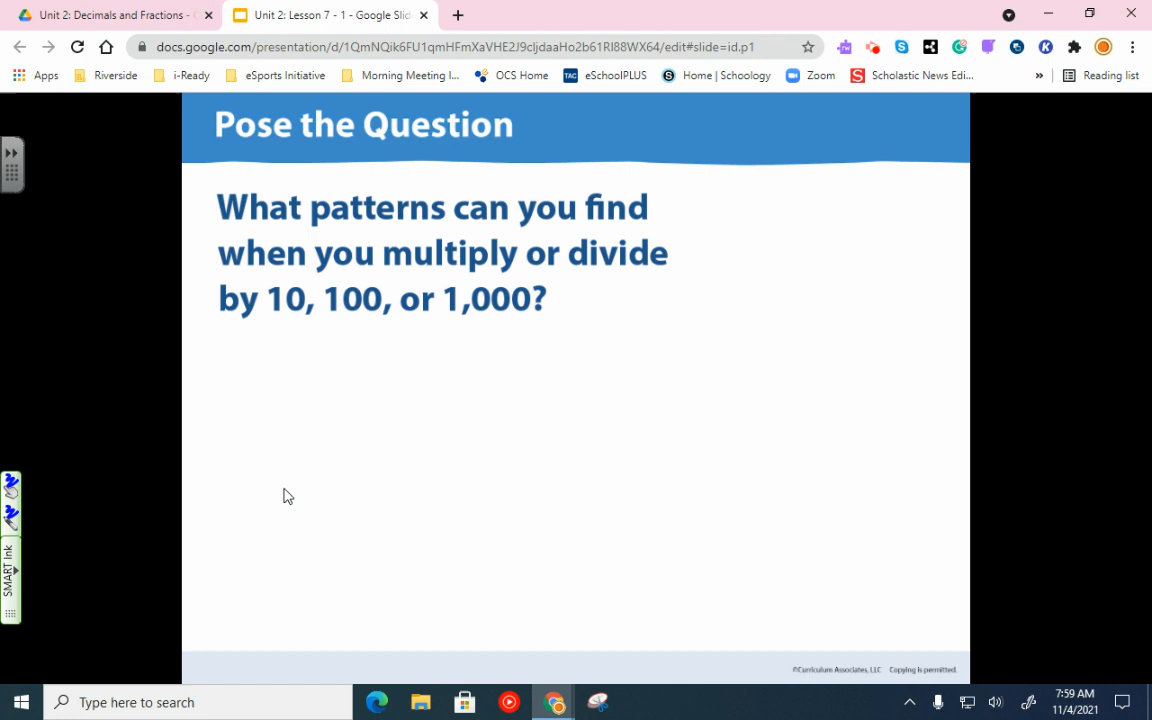 Unit 2: Decimals and Fractions -
Unit 2: Lesson 7 - 1 - Google Slid
docs.google.com/presentation/d/1QmNQik6FU1qmHFmXaVHE2J9cIjdaaHo2b61RI88WX64/edit#slide=id.p1
Apps Riverside i-Ready eSports Initiative Morning Meeting I... OCS Home TAC eSchoolPLUS S Home | Schoology Zoom S Scholastic News Edi... » Reading list
Pose the Question
What patterns can you find
when you multiply or divide
by 10, 100, or 1,000?
SMART Ink
©Curriculum Associates, LLC Copying is permitted.
Type here to search
7:59 AM
11/4/2021